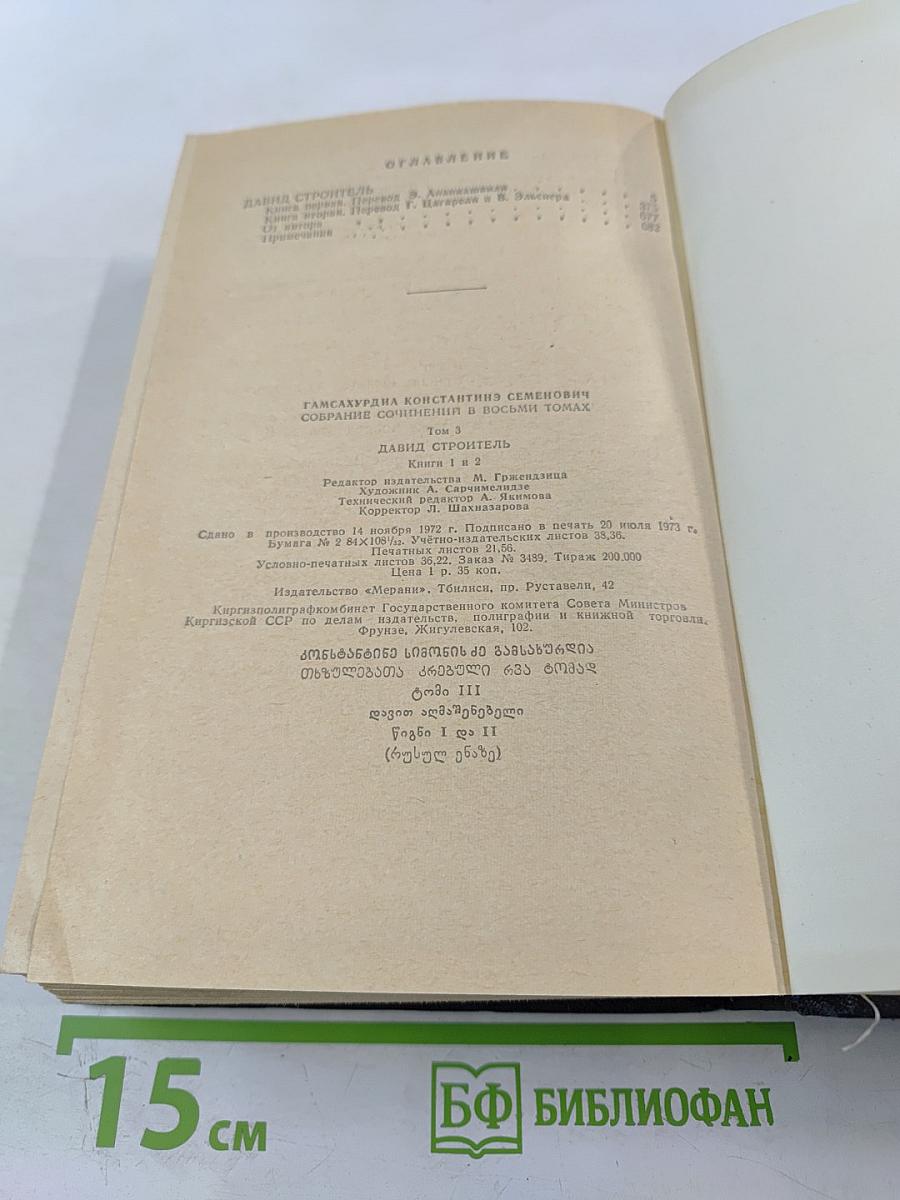 ОГЛАВЛЕНИЕ
ДАВИД СТРОИТЕЛЬ
Книга первая. Перевод Э. Ананиашвили . . . . . 5
Книга вторая. Перевод Г. Цагарели и В. Эльснера . . 375
От автора . . . . . . . . . 677
Примечания . . . . . . . . . 682
ГАМСАХУРДИА КОНСТАНТИНЭ СЕМЕНОВИЧ
СОБРАНИЕ СОЧИНЕНИЙ В ВОСЬМИ ТОМАХ
Том 3
ДАВИД СТРОИТЕЛЬ
Книги 1 и 2
Редактор издательства М. Гржендзица
Художник А. Сарчимелидзе
Технический редактор А. Якимова
Корректор Л. Шахназарова
Сдано в производство 14 ноября 1972 г. Подписано в печать 20 июля 1973 г.
Бумага № 2 84X108¹/₃₂. Учётно-издательских листов 38,36.
Печатных листов 21,56.
Условно-печатных листов 36,22. Заказ № 3489. Тираж 200.000
Цена 1 р. 35 коп.
Издательство «Мерани». Тбилиси, пр. Руставели, 42
Киргизполиграфкомбинет Государственного комитета Совета Министров
Киргизской ССР по делам издательств, полиграфии и книжной торговли.
Фрунзе, Жигулевская, 102.
კონსტანტინე სიმონის ძე გამსახურდია
თხზულებათა კრებული რვა ტომად
ტომი III
დავით აღმაშენებელი
წიგნი I და II
(რუსულ ენაზე)
15 см
БФ БИБЛИОФАН